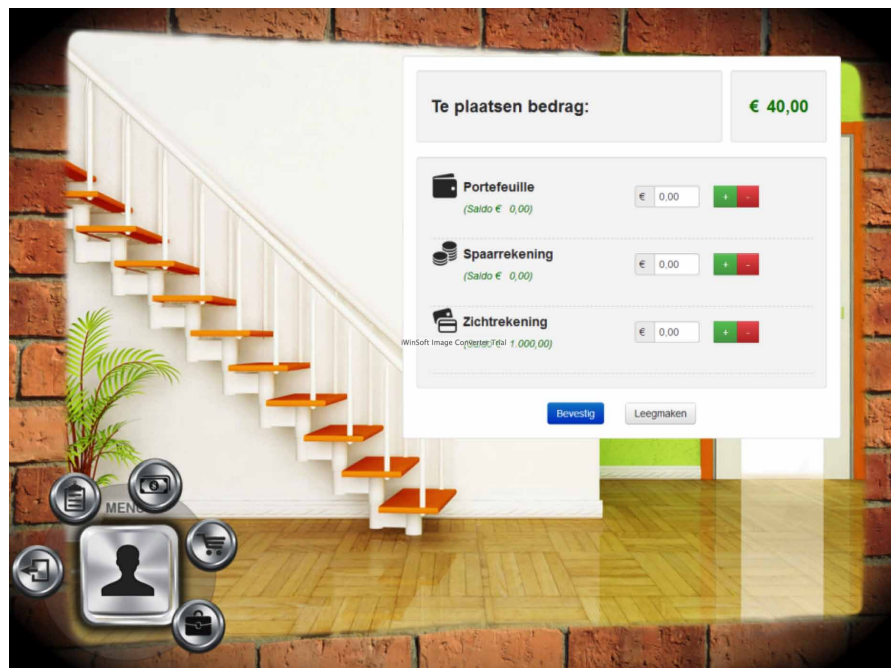 Te plaatsen bedrag:
€ 40,00
Portefeuille
(Saldo € 0,00)
€ 0,00 + -
Spaarrekening
(Saldo € 0,00)
€ 0,00 + -
Zichtrekening
(Saldo € 1.000,00)
€ 0,00 + -
iWinSoft Image Converter Trial
Bevestig
Leegmaken
MENU